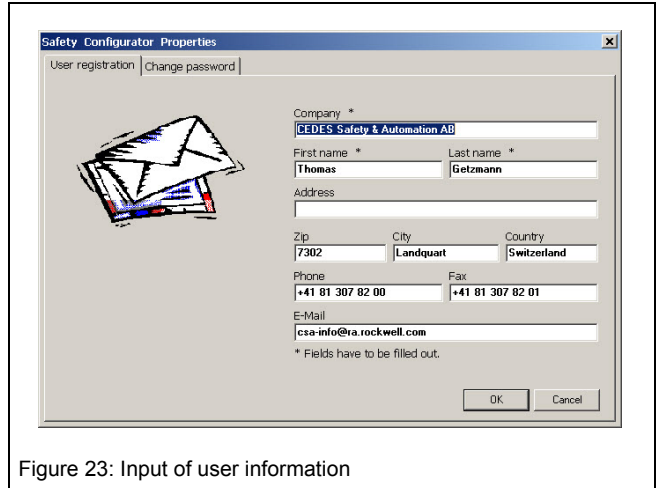 Safety Configurator Properties
User registration Change password
Company *
CEDES Safety & Automation AB
First name * Last name *
Thomas Getzmann
Address
Zip City Country
7302 Landquart Switzerland
Phone Fax
+41 81 307 82 00 +41 81 307 82 01
E-Mail
csa-info@ra.rockwell.com
* Fields have to be filled out.
OK Cancel
Figure 23: Input of user information